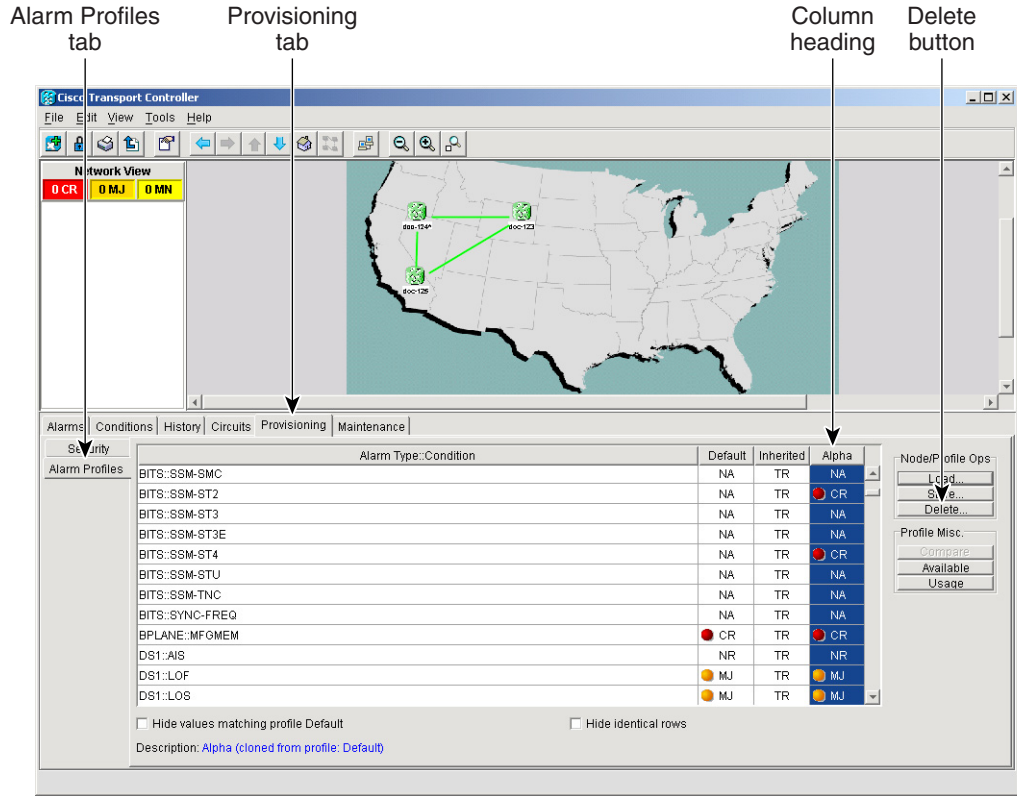 Alarm Profiles tab
Provisioning tab
Column heading
Delete button
Cisco Transport Controller
File Edit View Tools Help
Network View
0 CR 0 MJ 0 MN
doc-123
doc-125
Alarms Conditions History Circuits Provisioning Maintenance
Security
Alarm Profiles
Alarm Type::Condition Default Inherited Alpha
BITS::SSM-SMC NA TR NA
BITS::SSM-ST2 NA TR CR
BITS::SSM-ST3 NA TR NA
BITS::SSM-ST3E NA TR NA
BITS::SSM-ST4 NA TR CR
BITS::SSM-STU NA TR NA
BITS::SSM-TNC NA TR NA
BITS::SYNC-FREQ NA TR NA
BPLANE::MFGMEM CR TR CR
DS1::AIS NR TR NR
DS1::LOF MJ TR MJ
DS1::LOS MJ TR MJ
Node/Profile Ops
Load...
Delete...
Profile Misc.
Compare
Available
Usage
Hide values matching profile Default
Hide identical rows
Description: Alpha (cloned from profile: Default)